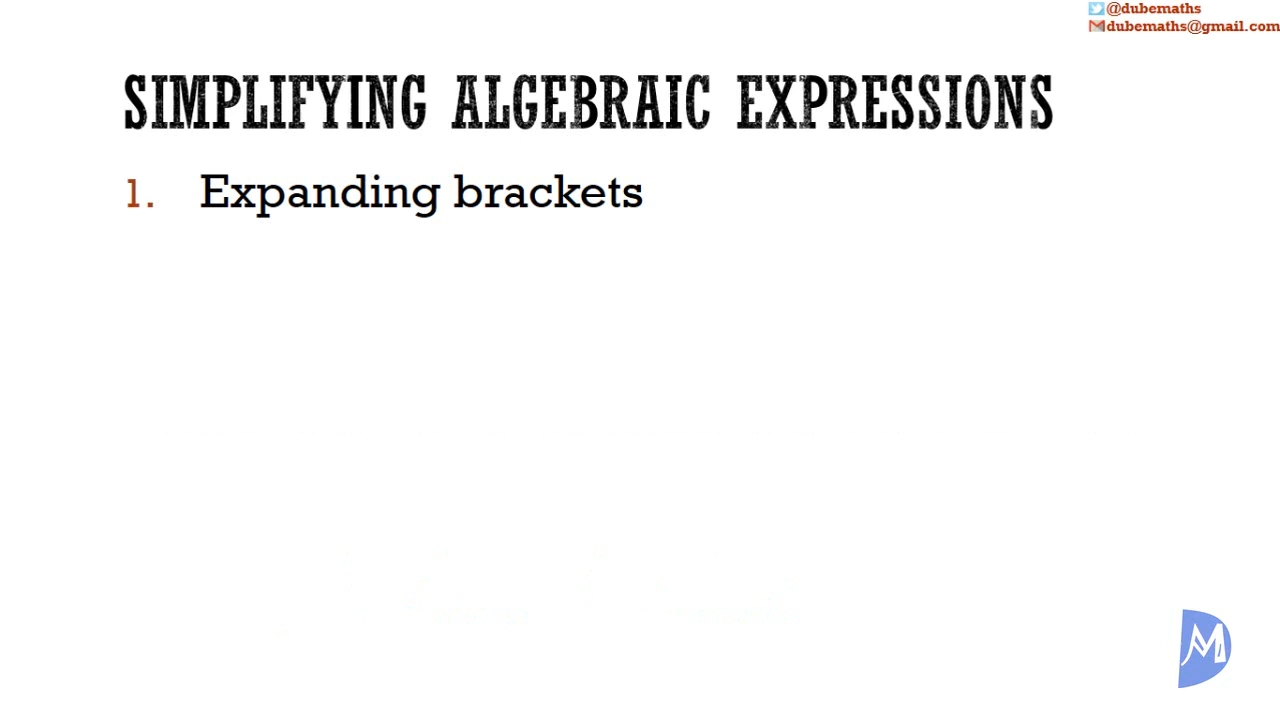 @dubemaths
dubemaths@gmail.com
SIMPLIFYING ALGEBRAIC EXPRESSIONS
1. Expanding brackets
M